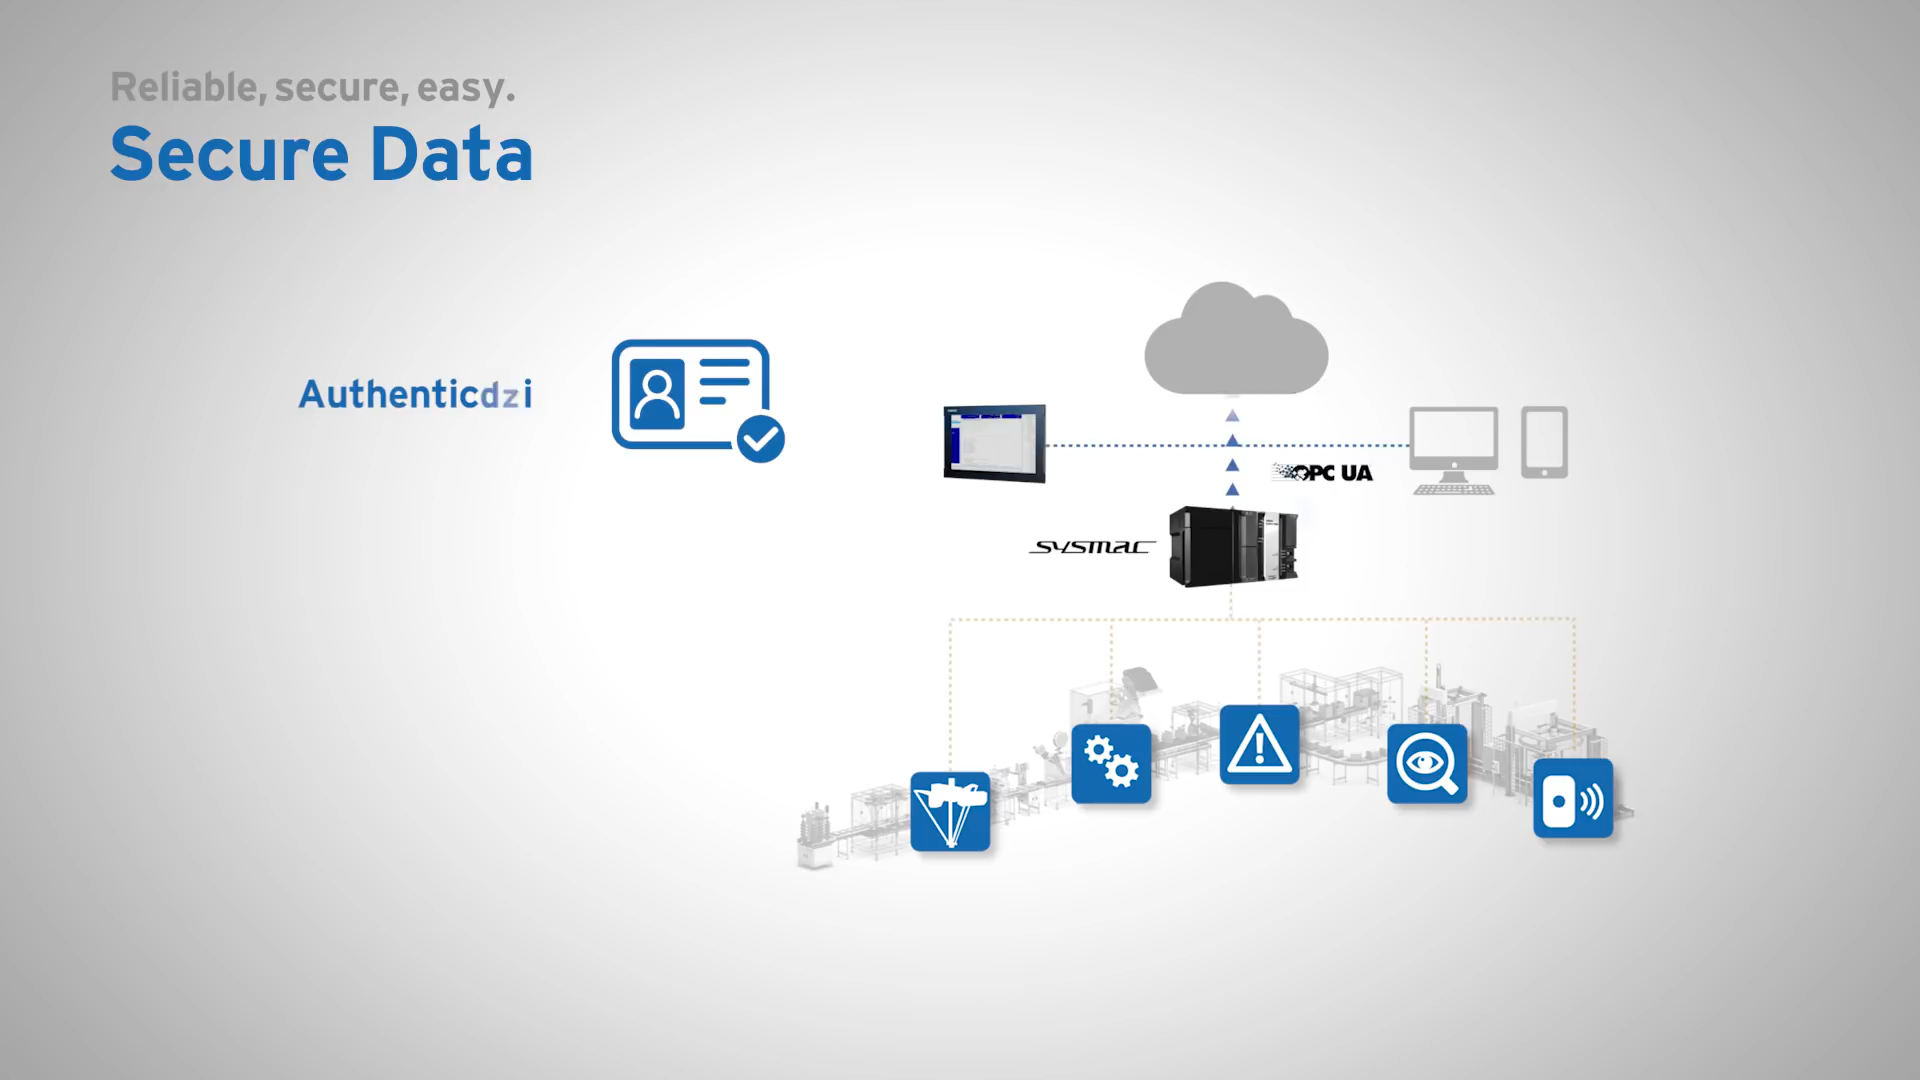 Reliable, secure, easy.
Secure Data
Authenticdzi
OPC UA
sysmac